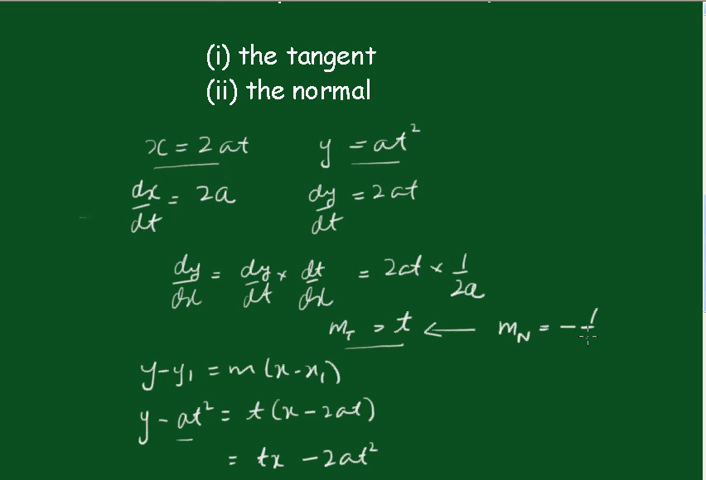 (i) the tangent
(ii) the normal
x = 2at y = at²
dx/dt = 2a dy/dt = 2at
dy/dx = dy/dt × dt/dx = 2at × 1/2a
m_T = t ← m_N = -1/
y-y₁ = m(x-x₁)
y - at² = t(x - 2at)
= tx - 2at²